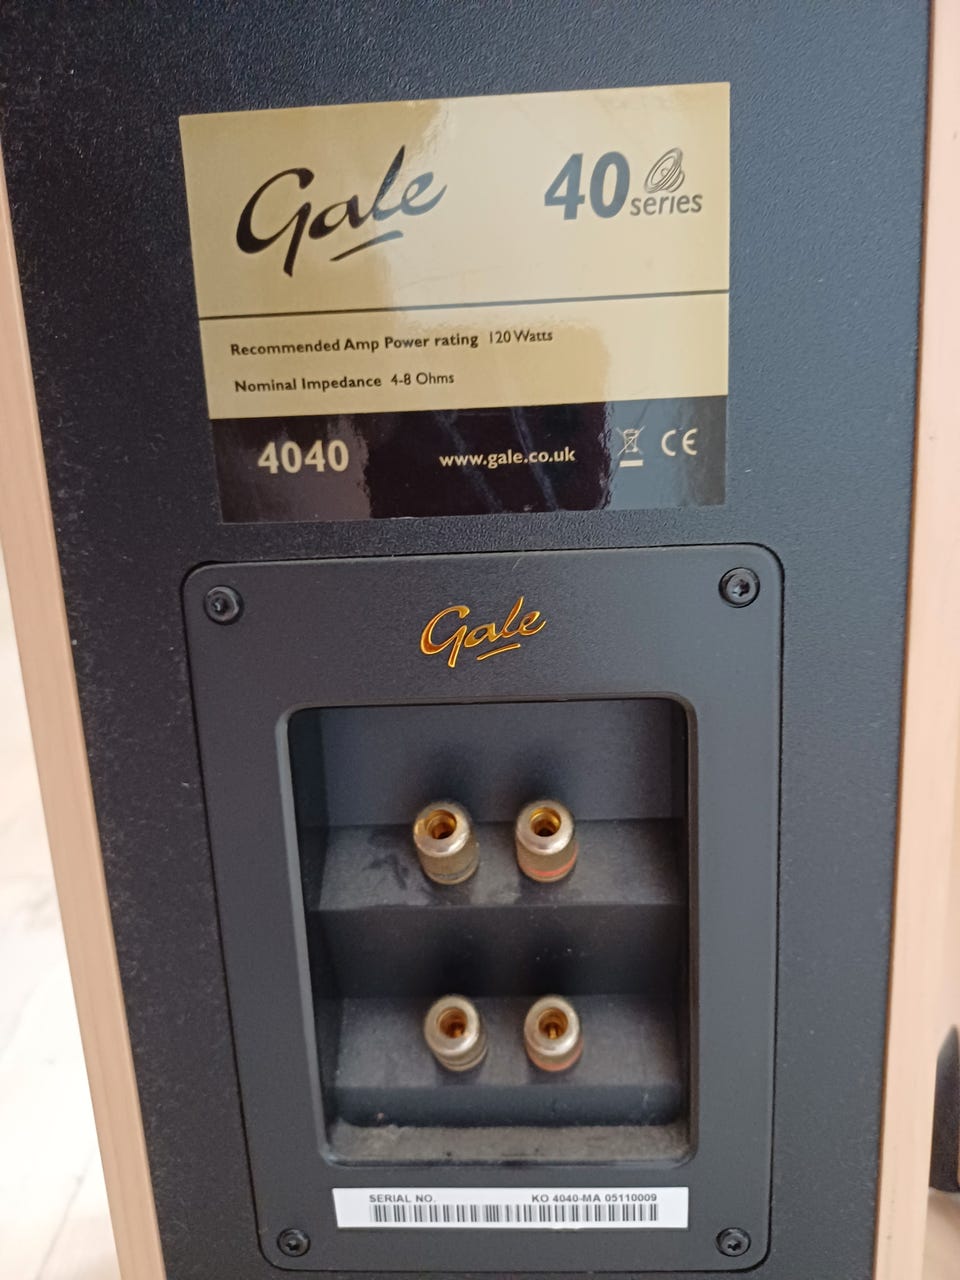 Gale 40 series
Recommended Amp Power rating 120 Watts
Nominal Impedance 4-8 Ohms
4040 www.gale.co.uk CE
Gale
SERIAL NO. KO 4040-MA 05110009